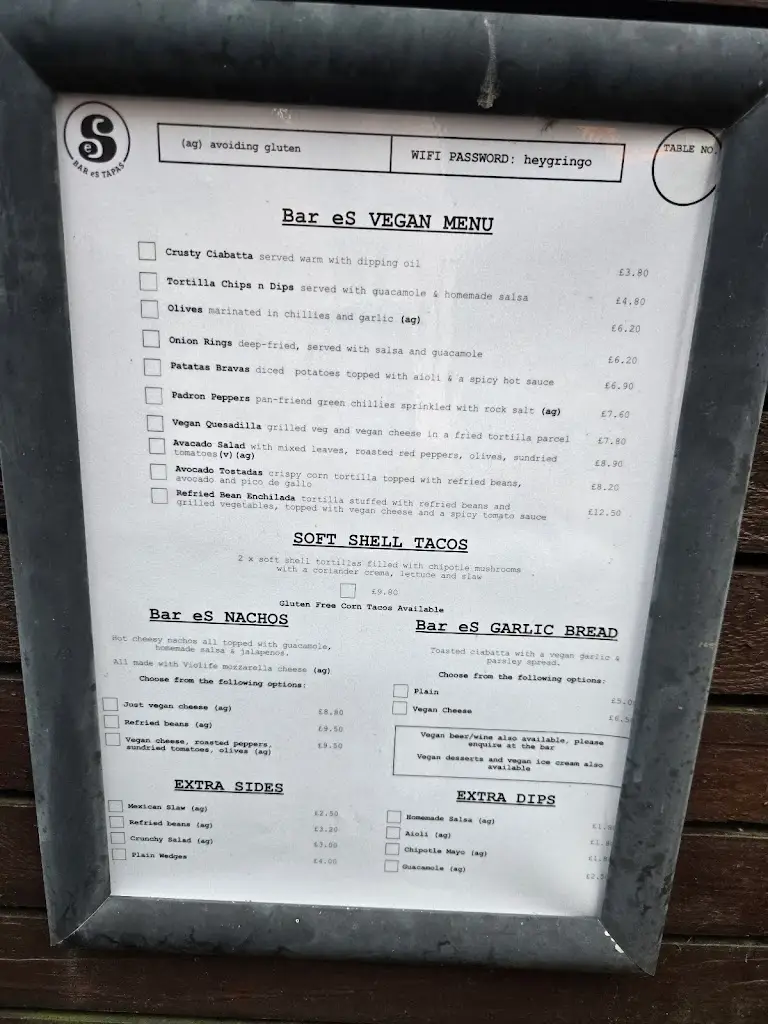 eS
BAR eS TAPAS
(ag) avoiding gluten
WIFI PASSWORD: heygringo
TABLE NO.
Bar eS VEGAN MENU
Crusty Ciabatta served warm with dipping oil £3.80
Tortilla Chips n Dips served with guacamole & homemade salsa £4.80
Olives marinated in chillies and garlic (ag) £6.20
Onion Rings deep-fried, served with salsa and guacamole £6.20
Patatas Bravas diced potatoes topped with aioli & a spicy hot sauce £6.90
Padron Peppers pan-friend green chillies sprinkled with rock salt (ag) £7.60
Vegan Quesadilla grilled veg and vegan cheese in a fried tortilla parcel £7.80
Avacado Salad with mixed leaves, roasted red peppers, olives, sundried
tomatoes(v)(ag) £8.90
Avocado Tostadas crispy corn tortilla topped with refried beans,
avocado and pico de gallo £8.20
Refried Bean Enchilada tortilla stuffed with refried beans and
grilled vegetables, topped with vegan cheese and a spicy tomato sauce £12.50
SOFT SHELL TACOS
2 x soft shell tortillas filled with chipotle mushrooms
with a coriander crema, lettuce and slaw
£9.80
Gluten Free Corn Tacos Available
Bar eS NACHOS
Hot cheesy nachos all topped with guacamole,
homemade salsa & jalapenos.
All made with Violife mozzarella cheese (ag)
Choose from the following options:
Just vegan cheese (ag) £8.80
Refried beans (ag) £9.50
Vegan cheese, roasted peppers,
sundried tomatoes, olives (ag) £9.50
Bar eS GARLIC BREAD
Toasted ciabatta with a vegan garlic &
parsley spread.
Choose from the following options:
Plain
Vegan Cheese
Vegan beer/wine also available, please
enquire at the bar
Vegan desserts and vegan ice cream also
available
EXTRA SIDES
Mexican Slaw (ag) £2.50
Refried beans (ag) £3.20
Crunchy Salad (ag) £3.00
Plain Wedges £4.00
EXTRA DIPS
Homemade Salsa (ag)
Aioli (ag)
Chipotle Mayo (ag)
Guacamole (ag)